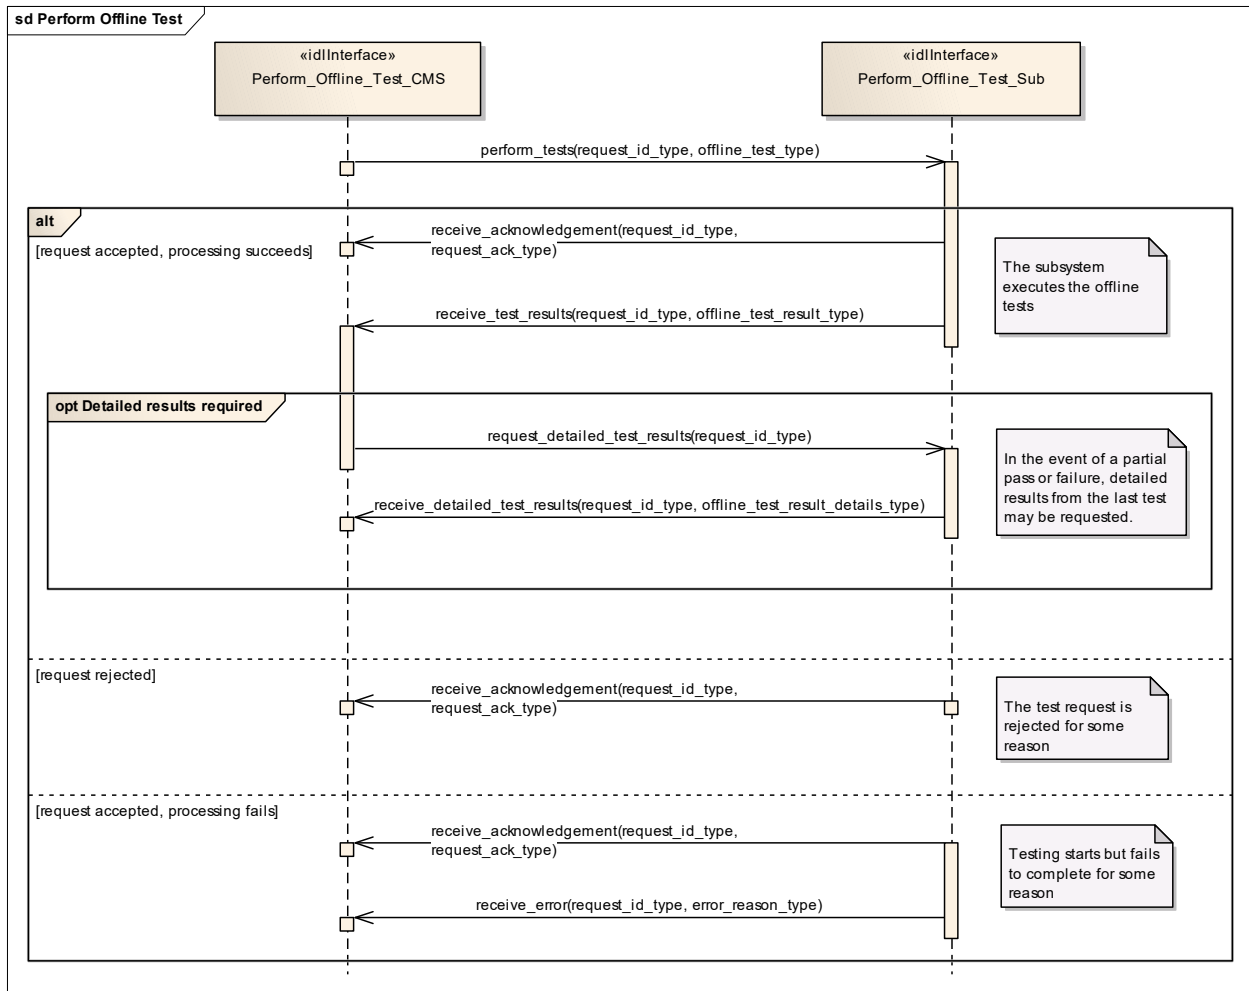 sd Perform Offline Test
«idlInterface»
Perform_Offline_Test_CMS
«idlInterface»
Perform_Offline_Test_Sub
perform_tests(request_id_type, offline_test_type)
alt
[request accepted, processing succeeds]
receive_acknowledgement(request_id_type,
request_ack_type)
The subsystem
executes the offline
tests
receive_test_results(request_id_type, offline_test_result_type)
opt Detailed results required
request_detailed_test_results(request_id_type)
In the event of a partial
pass or failure, detailed
results from the last test
may be requested.
receive_detailed_test_results(request_id_type, offline_test_result_details_type)
[request rejected]
receive_acknowledgement(request_id_type,
request_ack_type)
The test request is
rejected for some
reason
[request accepted, processing fails]
receive_acknowledgement(request_id_type,
request_ack_type)
Testing starts but fails
to complete for some
reason
receive_error(request_id_type, error_reason_type)